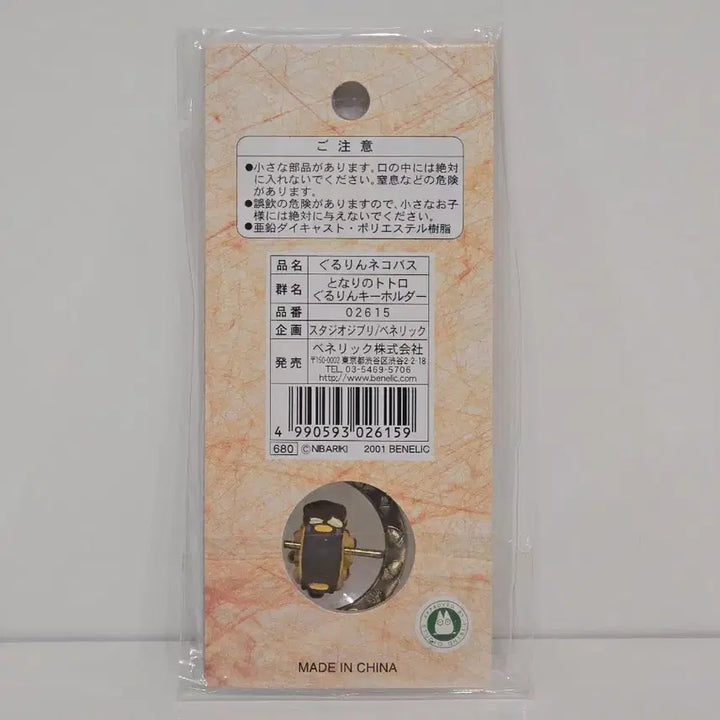 ご注意
●小さな部品があります。口の中には絶対
に入れないでください。窒息などの危険
があります。
●誤飲の危険がありますので、小さなお子
様には絶対に与えないでください。
●亜鉛ダイキャスト・ポリエステル樹脂
品名 ぐるりんネコバス
群名 となりのトトロ
ぐるりんキーホルダー
品番 02615
企画 スタジオジブリ/ベネリック
発売 ベネリック株式会社
〒150-0002 東京都渋谷区渋谷2-2-18
TEL 03-5469-5706
http://www.benelic.com
4 990593 026159
680 ©NIBARIKI 2001 BENELIC
MADE IN CHINA